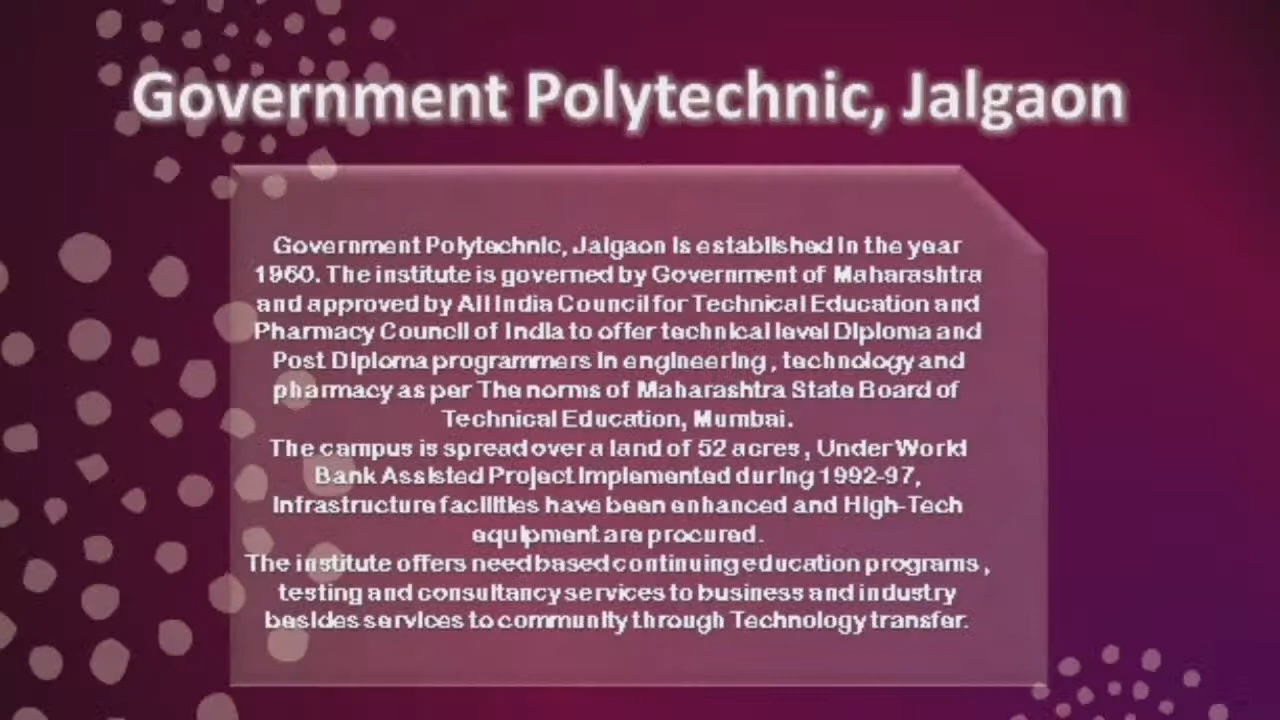 Government Polytechnic, Jalgaon
Government Polytechnic, Jalgaon is established in the year
1960. The institute is governed by Government of Maharashtra
and approved by All India Council for Technical Education and
Pharmacy Council of India to offer technical level Diploma and
Post Diploma programmers in engineering , technology and
pharmacy as per The norms of Maharashtra State Board of
Technical Education, Mumbai.
The campus is spread over a land of 52 acres , Under World
Bank Assisted Project Implemented during 1992-97,
Infrastructure facilities have been enhanced and High-Tech
equipment are procured.
The institute offers need based continuing education programs ,
testing and consultancy services to business and industry
besides services to community through Technology transfer.